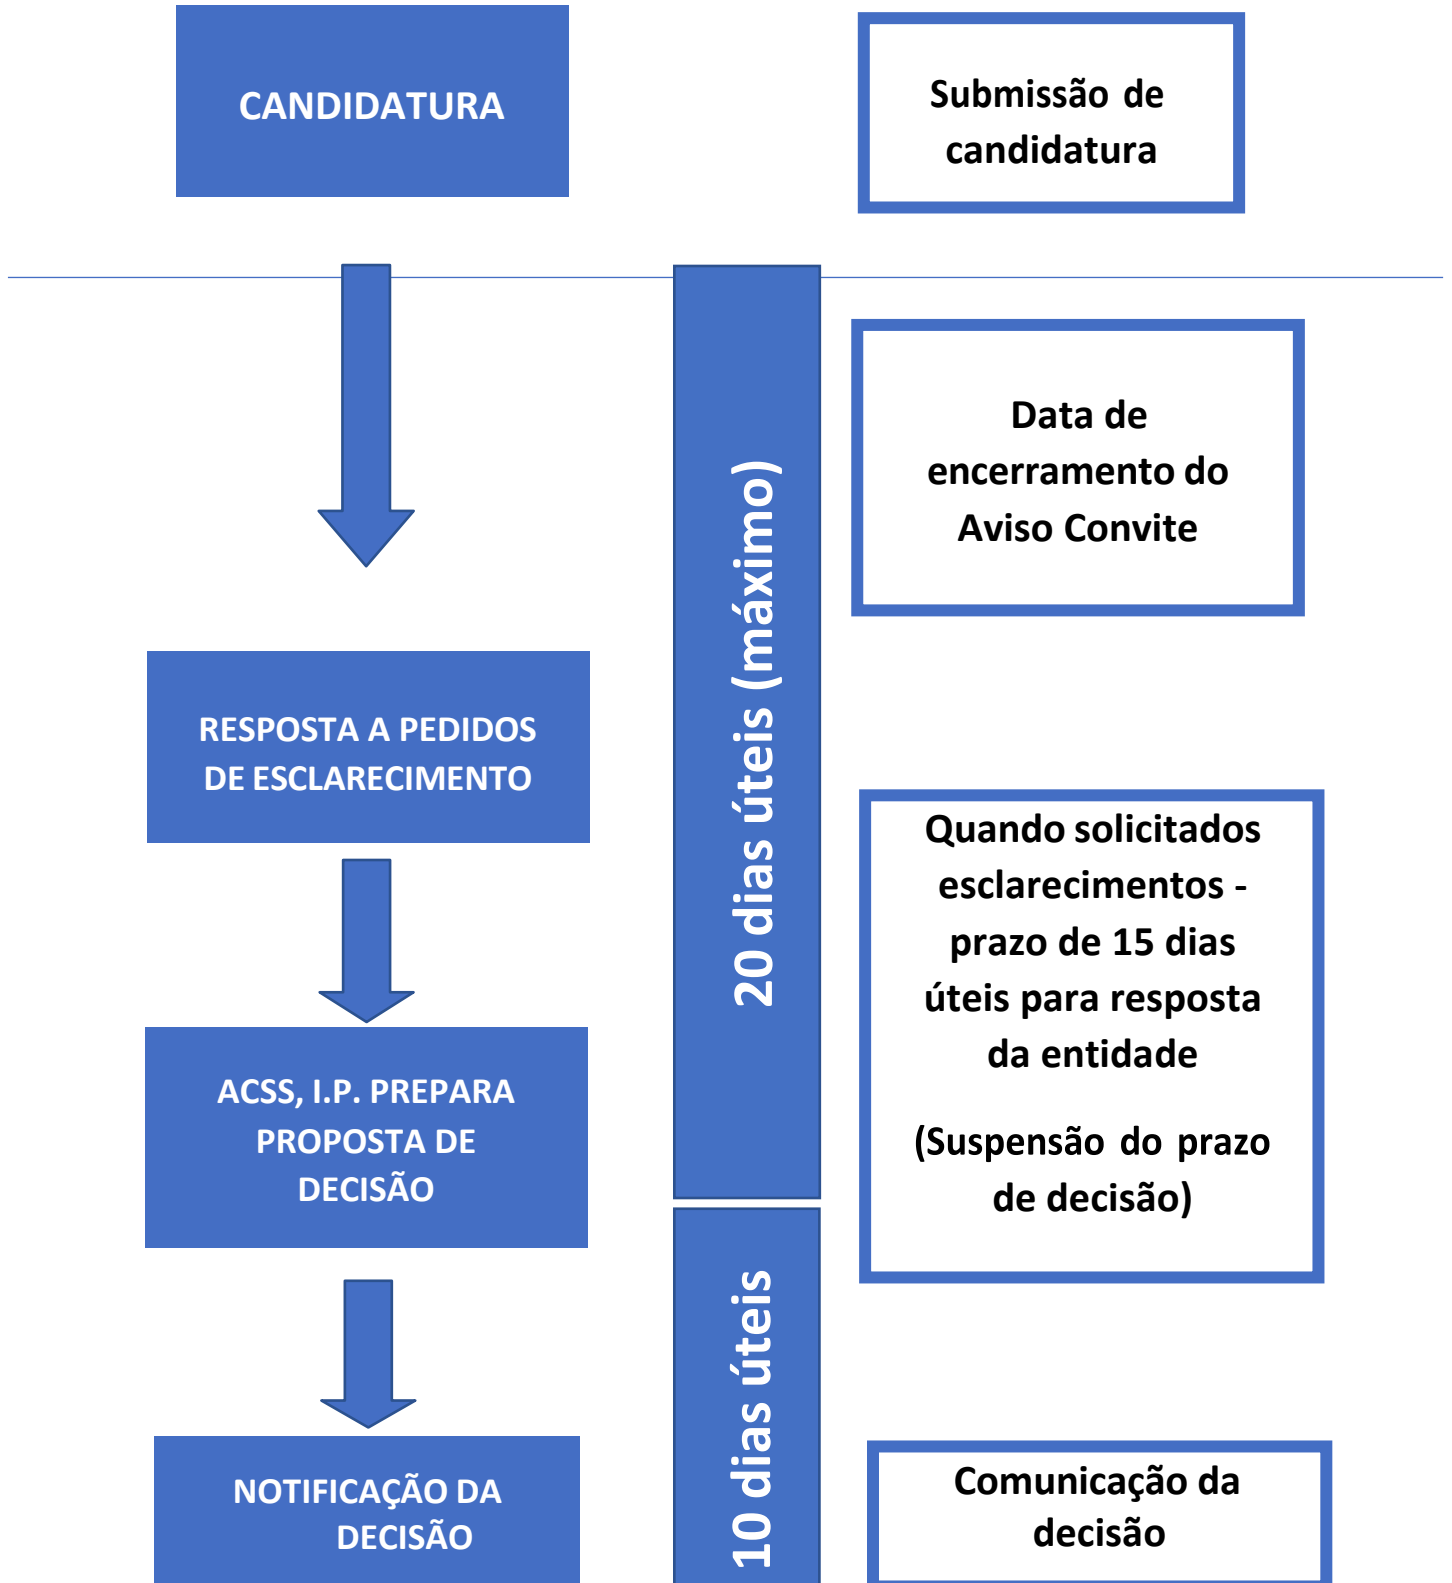 CANDIDATURA
Submissão de
candidatura
Data de
encerramento do
Aviso Convite
20 dias úteis (máximo)
RESPOSTA A PEDIDOS
DE ESCLARECIMENTO
Quando solicitados
esclarecimentos -
prazo de 15 dias
úteis para resposta
da entidade
(Suspensão do prazo
de decisão)
ACSS, I.P. PREPARA
PROPOSTA DE
DECISÃO
10 dias úteis
NOTIFICAÇÃO DA
DECISÃO
Comunicação da
decisão